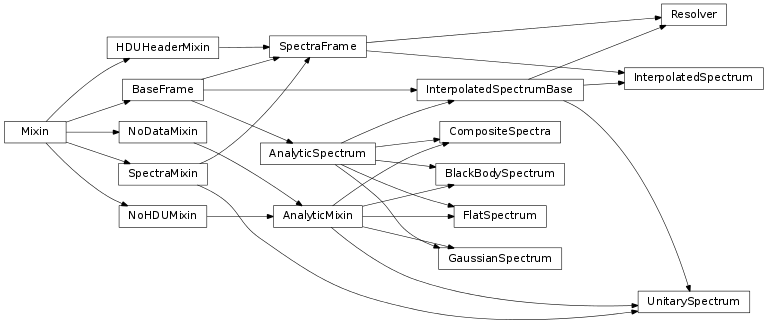 Resolver
HDUHeaderMixin
SpectraFrame
InterpolatedSpectrum
BaseFrame
InterpolatedSpectrumBase
Mixin
NoDataMixin
CompositeSpectra
AnalyticSpectrum
SpectraMixin
BlackBodySpectrum
NoHDUMixin
AnalyticMixin
FlatSpectrum
GaussianSpectrum
UnitarySpectrum